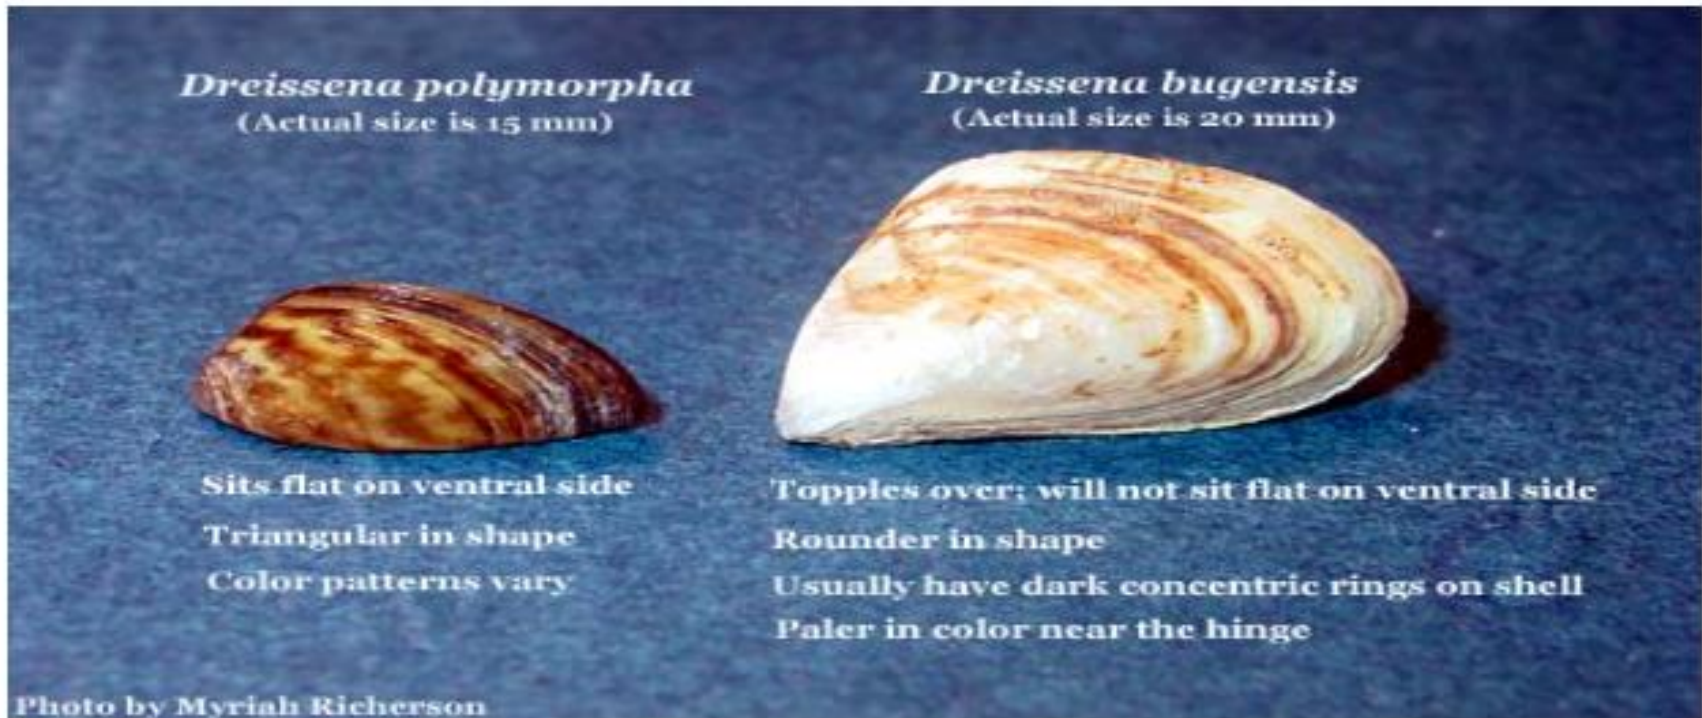 Dreissena polymorpha
(Actual size is 15 mm)
Dreissena bugensis
(Actual size is 20 mm)
Sits flat on ventral side
Triangular in shape
Color patterns vary
Topples over; will not sit flat on ventral side
Rounder in shape
Usually have dark concentric rings on shell
Paler in color near the hinge
Photo by Myriah Richerson